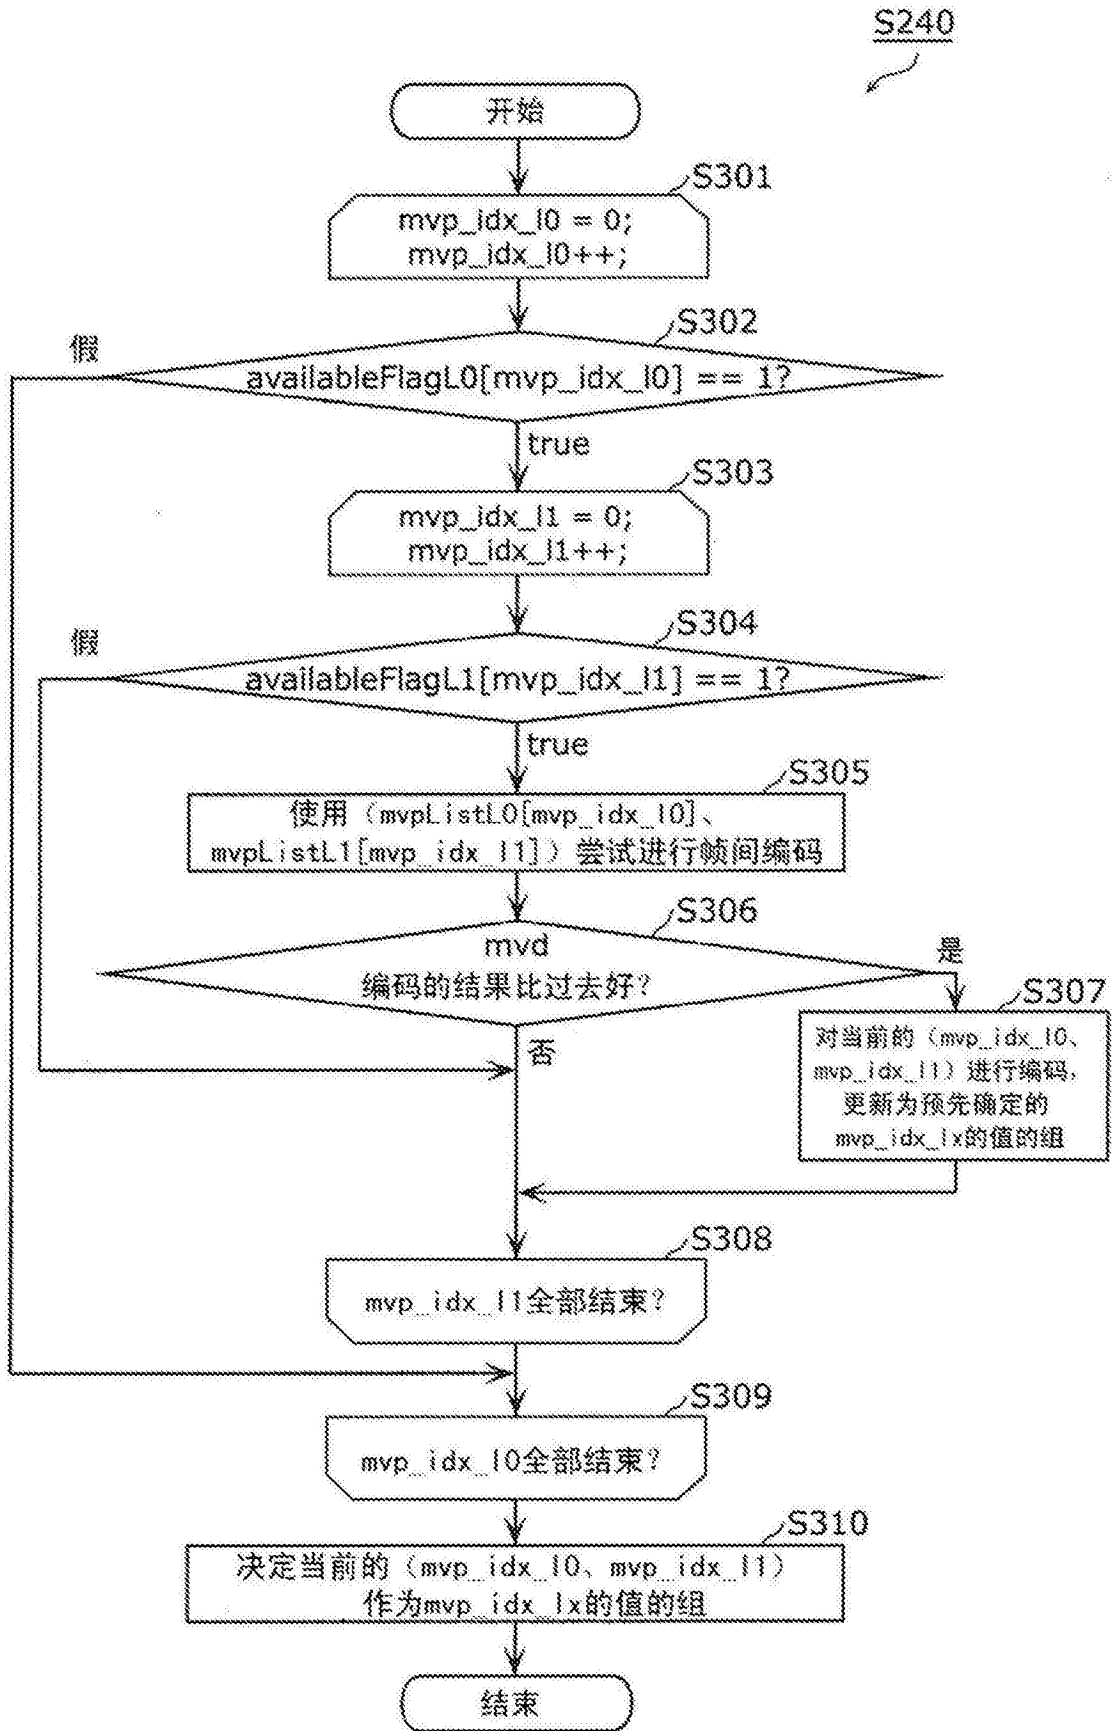 S240
开始
S301
mvp_idx_l0 = 0;
mvp_idx_l0++;
S302
假
availableFlagL0[mvp_idx_l0] == 1?
true
S303
mvp_idx_l1 = 0;
mvp_idx_l1++;
S304
假
availableFlagL1[mvp_idx_l1] == 1?
true
S305
使用（mvpListL0[mvp_idx_l0]、
mvpListL1[mvp_idx_l1]）尝试进行帧间编码
S306
mvd
编码的结果比过去好？
是
否
S307
对当前的（mvp_idx_l0、
mvp_idx_l1）进行编码，
更新为预先确定的
mvp_idx_lx的值的组
S308
mvp_idx_l1全部结束？
S309
mvp_idx_l0全部结束？
S310
决定当前的（mvp_idx_l0、mvp_idx_l1）
作为mvp_idx_lx的值的组
结束